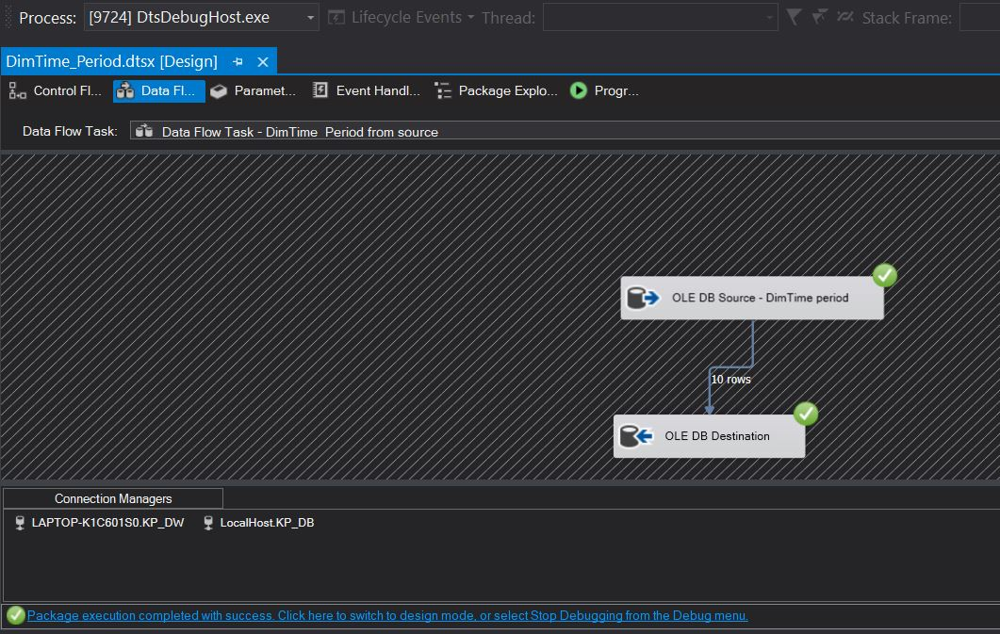 Process: [9724] DtsDebugHost.exe Lifecycle Events Thread: Stack Frame:
DimTime_Period.dtsx [Design]
Control Fl... Data Fl... Paramet... Event Handl... Package Explo... Progr...
Data Flow Task: Data Flow Task - DimTime Period from source
OLE DB Source - DimTime period
10 rows
OLE DB Destination
Connection Managers
LAPTOP-K1C601S0.KP_DW LocalHost.KP_DB
Package execution completed with success. Click here to switch to design mode, or select Stop Debugging from the Debug menu.